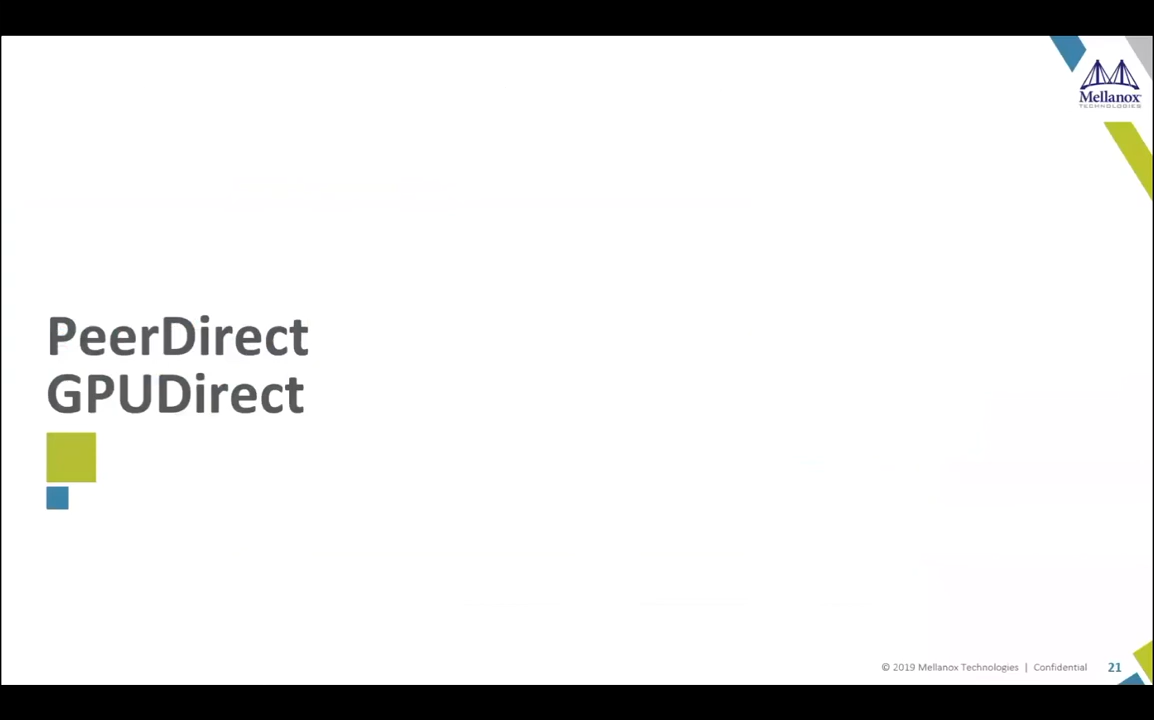 Mellanox
TECHNOLOGIES
PeerDirect
GPUDirect
© 2019 Mellanox Technologies | Confidential 21